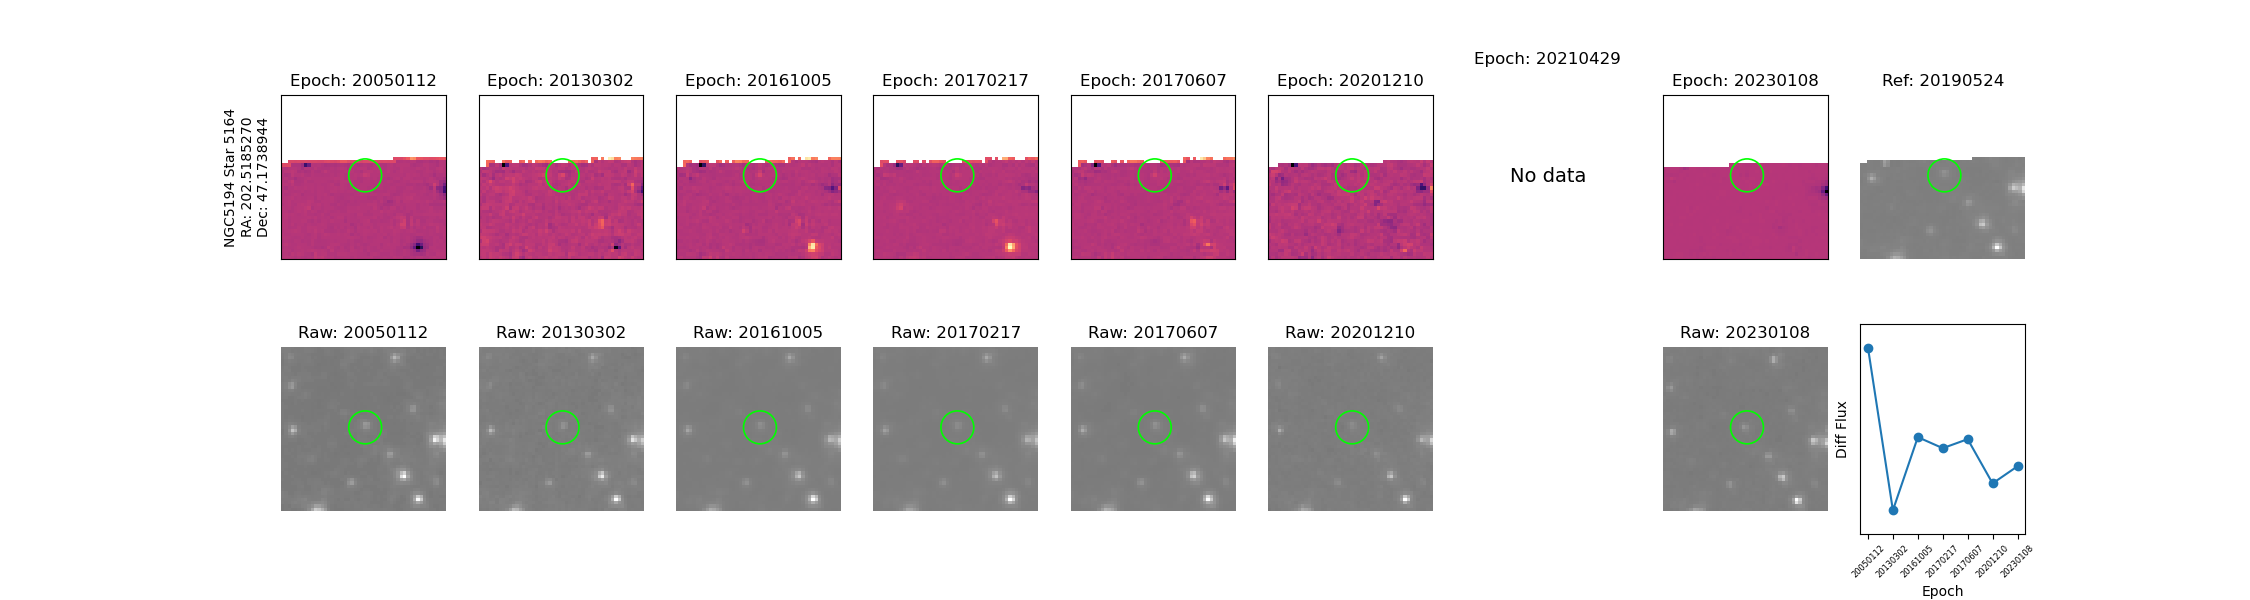 Epoch: 20210429
Epoch: 20050112
Epoch: 20130302
Epoch: 20161005
Epoch: 20170217
Epoch: 20170607
Epoch: 20201210
Epoch: 20230108
Ref: 20190524
NGC5194 Star 5164
RA: 202.5185270
Dec: 47.1738944
No data
Raw: 20050112
Raw: 20130302
Raw: 20161005
Raw: 20170217
Raw: 20170607
Raw: 20201210
Raw: 20230108
Diff Flux
20050112
20130302
20161005
20170217
20170607
20201210
20230108
Epoch